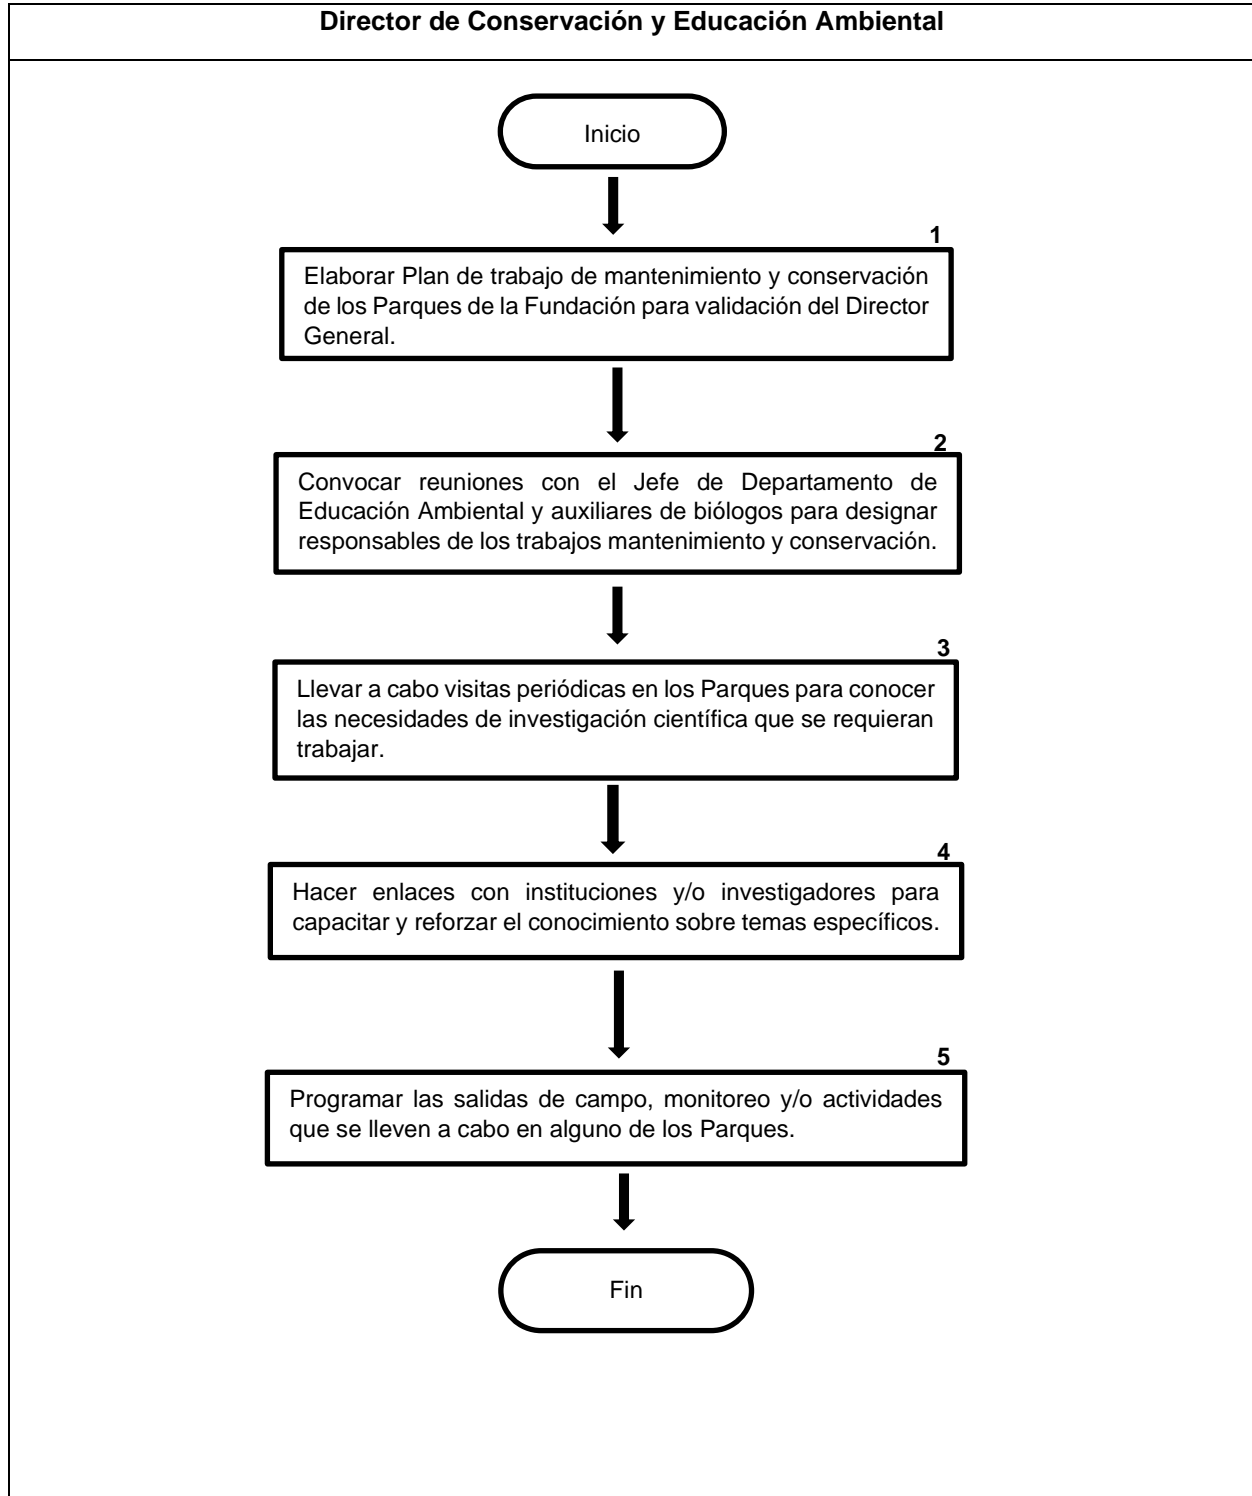 Director de Conservación y Educación Ambiental
Inicio
1
Elaborar Plan de trabajo de mantenimiento y conservación
de los Parques de la Fundación para validación del Director
General.
2
Convocar reuniones con el Jefe de Departamento de
Educación Ambiental y auxiliares de biólogos para designar
responsables de los trabajos mantenimiento y conservación.
3
Llevar a cabo visitas periódicas en los Parques para conocer
las necesidades de investigación científica que se requieran
trabajar.
4
Hacer enlaces con instituciones y/o investigadores para
capacitar y reforzar el conocimiento sobre temas específicos.
5
Programar las salidas de campo, monitoreo y/o actividades
que se lleven a cabo en alguno de los Parques.
Fin